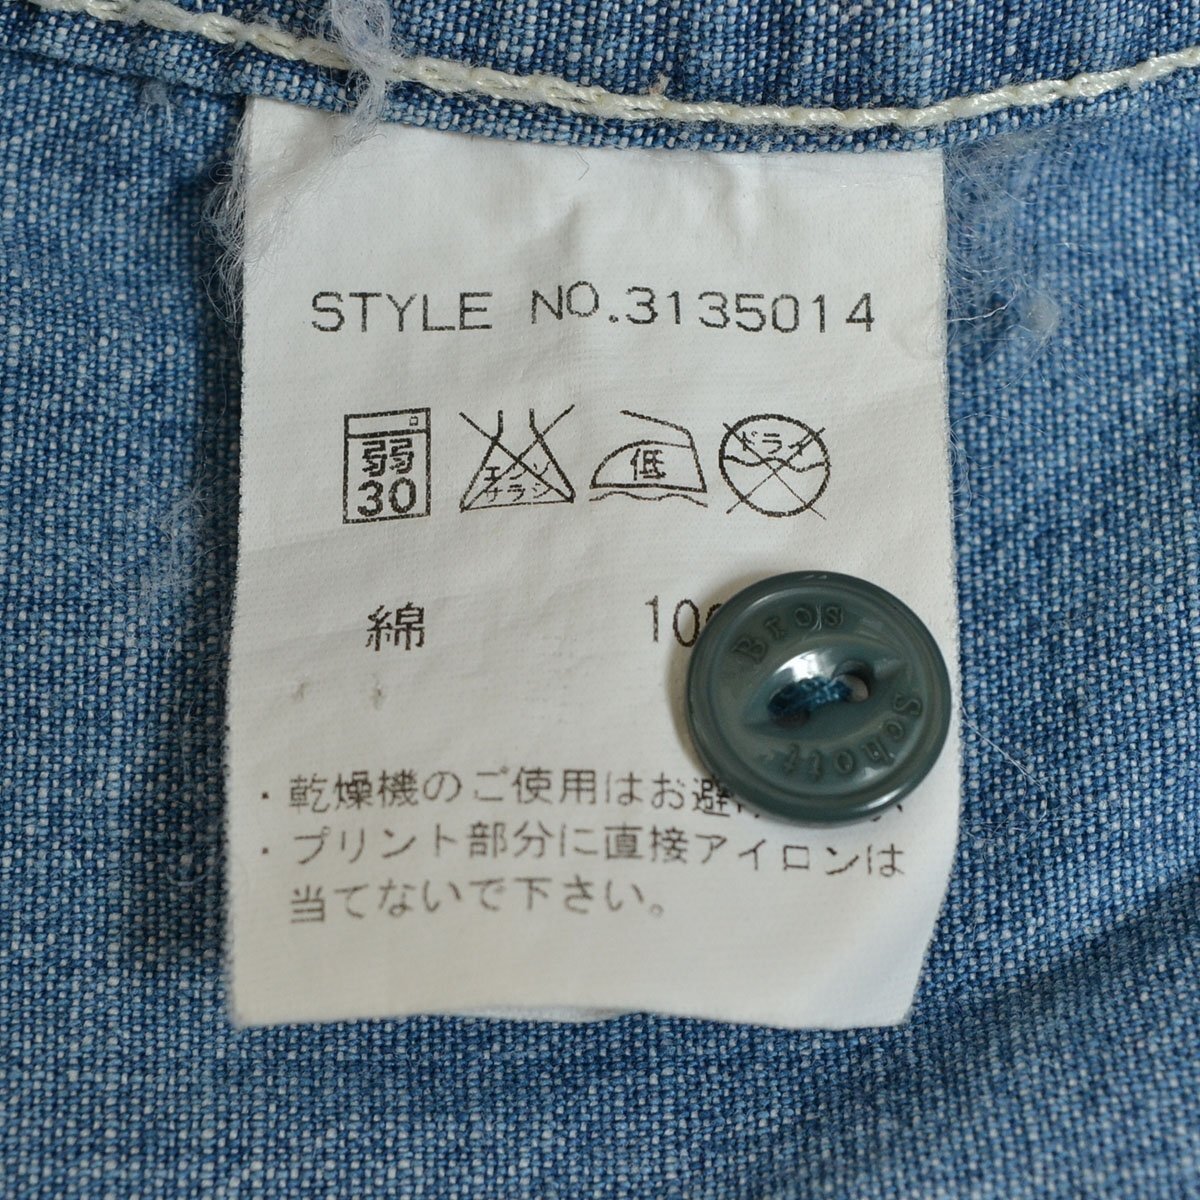 STYLE NO.3135014
弱
30
エンソ
サラシ
低
ドライ
綿 10
Bros
Schott
・乾燥機のご使用はお避
・プリント部分に直接アイロンは
当てないで下さい。